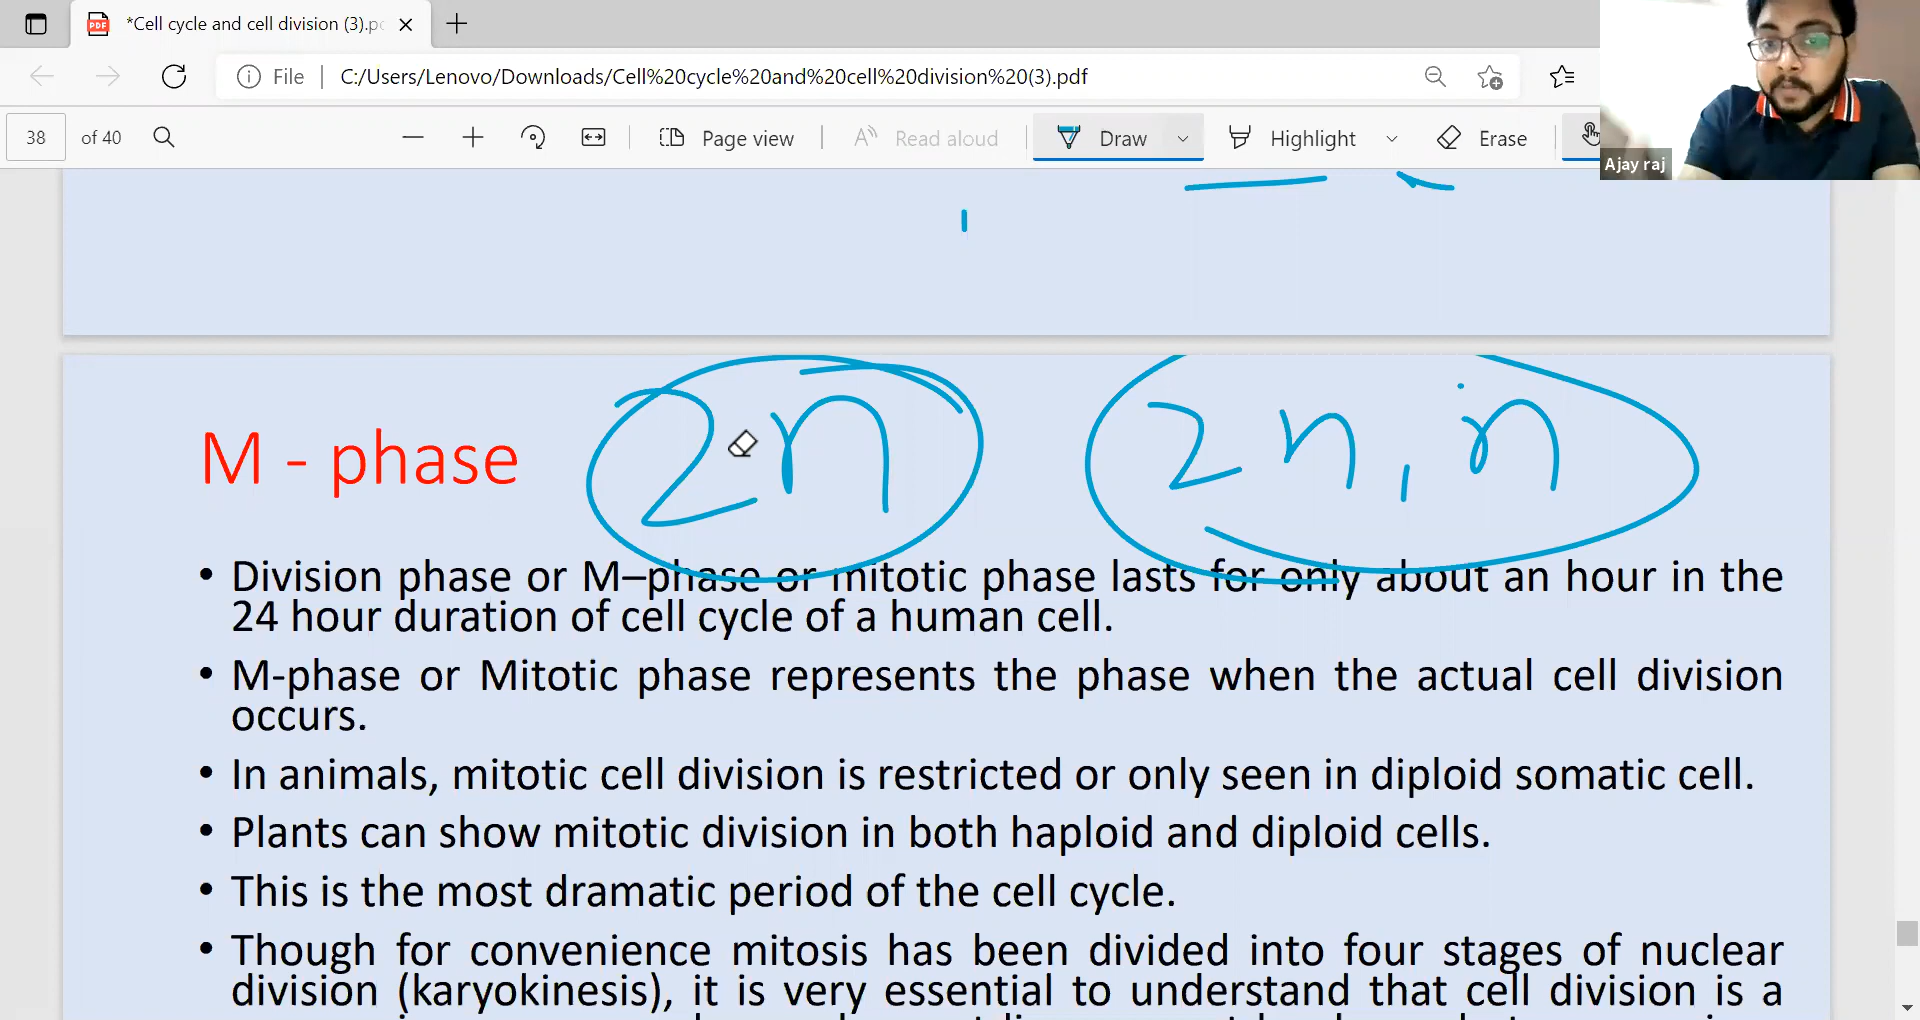 *Cell cycle and cell division (3).p
File
C:/Users/Lenovo/Downloads/Cell%20cycle%20and%20cell%20division%20(3).pdf
38 of 40
Page view
Read aloud
Draw
Highlight
Erase
Ajay raj
M - phase
2n
2n, n
• Division phase or M–phase or mitotic phase lasts for only about an hour in the
24 hour duration of cell cycle of a human cell.
• M-phase or Mitotic phase represents the phase when the actual cell division
occurs.
• In animals, mitotic cell division is restricted or only seen in diploid somatic cell.
• Plants can show mitotic division in both haploid and diploid cells.
• This is the most dramatic period of the cell cycle.
• Though for convenience mitosis has been divided into four stages of nuclear
division (karyokinesis), it is very essential to understand that cell division is a